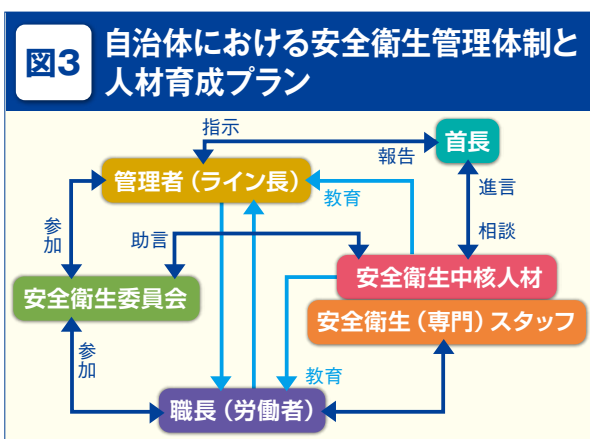 図3
自治体における安全衛生管理体制と
人材育成プラン
指示
首長
報告
管理者（ライン長）
教育
進言
参加
助言
相談
安全衛生中核人材
安全衛生委員会
安全衛生（専門）スタッフ
参加
教育
職長（労働者）